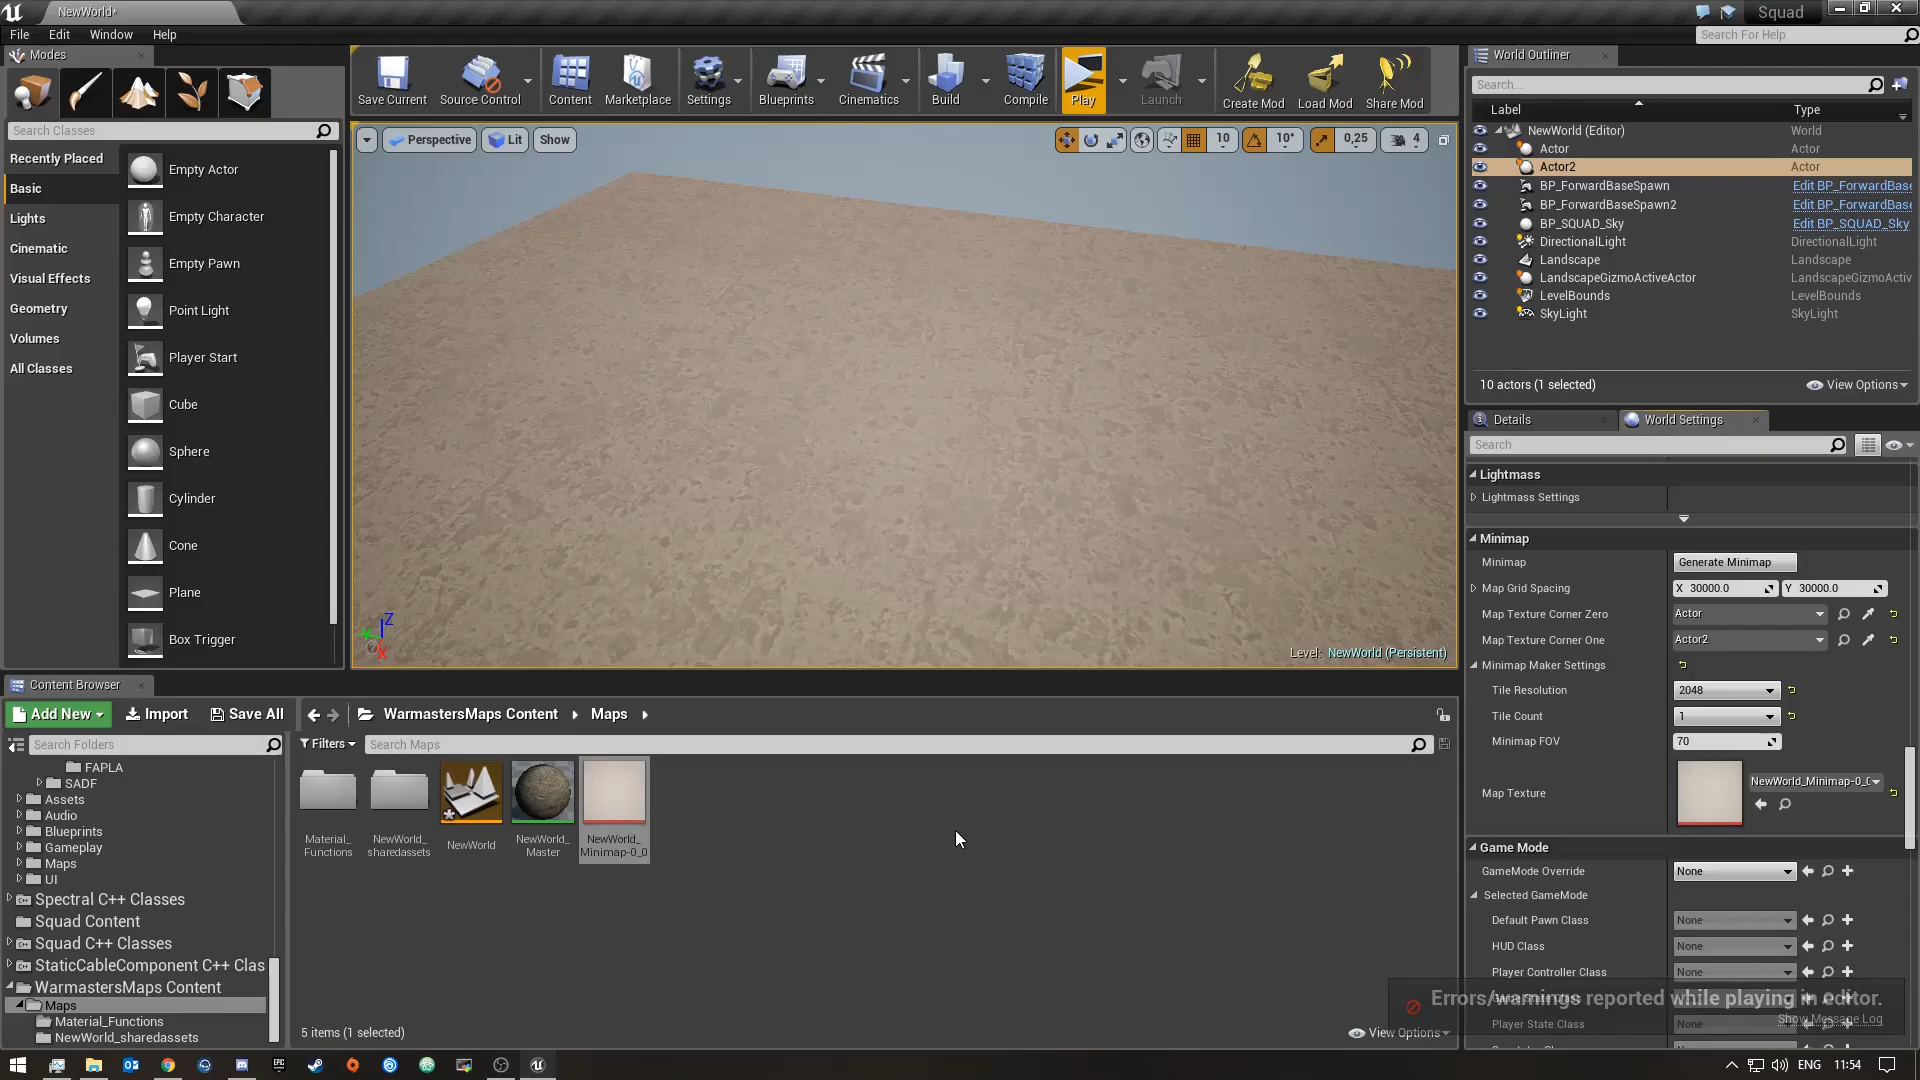 NewWorld*
Squad
File Edit Window Help
Search For Help
Modes
Search Classes
Recently Placed
Basic
Lights
Cinematic
Visual Effects
Geometry
Volumes
All Classes
Empty Actor
Empty Character
Empty Pawn
Point Light
Player Start
Cube
Sphere
Cylinder
Cone
Plane
Box Trigger
Save Current
Source Control
Content
Marketplace
Settings
Blueprints
Cinematics
Build
Compile
Play
Launch
Create Mod
Load Mod
Share Mod
Perspective
Lit
Show
10
10°
0,25
4
Z
X
Level: NewWorld (Persistent)
World Outliner
Search...
Label Type
NewWorld (Editor) World
Actor Actor
Actor2 Actor
BP_ForwardBaseSpawn Edit BP_ForwardBase
BP_ForwardBaseSpawn2 Edit BP_ForwardBase
BP_SQUAD_Sky Edit BP_SQUAD_Sky
DirectionalLight DirectionalLight
Landscape Landscape
LandscapeGizmoActiveActor LandscapeGizmoActiv
LevelBounds LevelBounds
SkyLight SkyLight
10 actors (1 selected)
View Options
Details
World Settings
Search
Lightmass
Lightmass Settings
Minimap
Minimap Generate Minimap
Map Grid Spacing X 30000.0 Y 30000.0
Map Texture Corner Zero Actor
Map Texture Corner One Actor2
Minimap Maker Settings
Tile Resolution 2048
Tile Count 1
Minimap FOV 70
Map Texture NewWorld_Minimap-0_0
Game Mode
GameMode Override None
Selected GameMode
Default Pawn Class None
HUD Class None
Player Controller Class None
Game State Class
Player State Class None
Errors/warnings reported while playing in editor.
Show Message Log
Content Browser
Add New
Import
Save All
WarmastersMaps Content
Maps
Search Folders
Filters
Search Maps
FAPLA
SADF
Assets
Audio
Blueprints
Gameplay
Maps
UI
Spectral C++ Classes
Squad Content
Squad C++ Classes
StaticCableComponent C++ Clas
WarmastersMaps Content
Maps
Material_Functions
NewWorld_sharedassets
Material_
Functions
NewWorld_
sharedassets
NewWorld
NewWorld_
Master
NewWorld_
Minimap-0_0
5 items (1 selected)
View Options
ENG
11:54